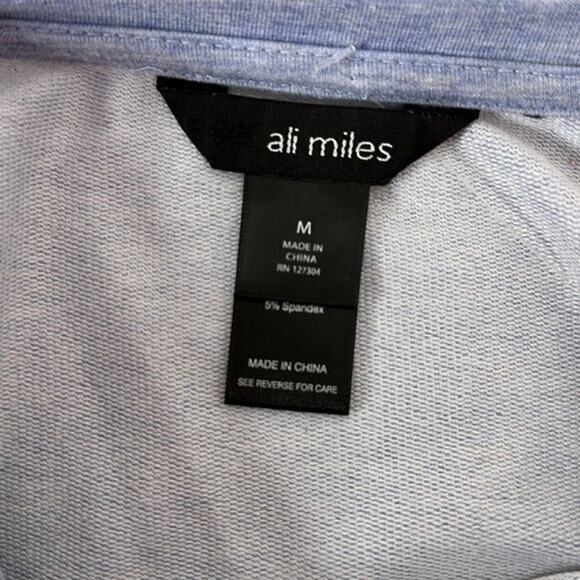 ali miles
M
MADE IN
CHINA
RN 127304
5% Spandex
MADE IN CHINA
SEE REVERSE FOR CARE